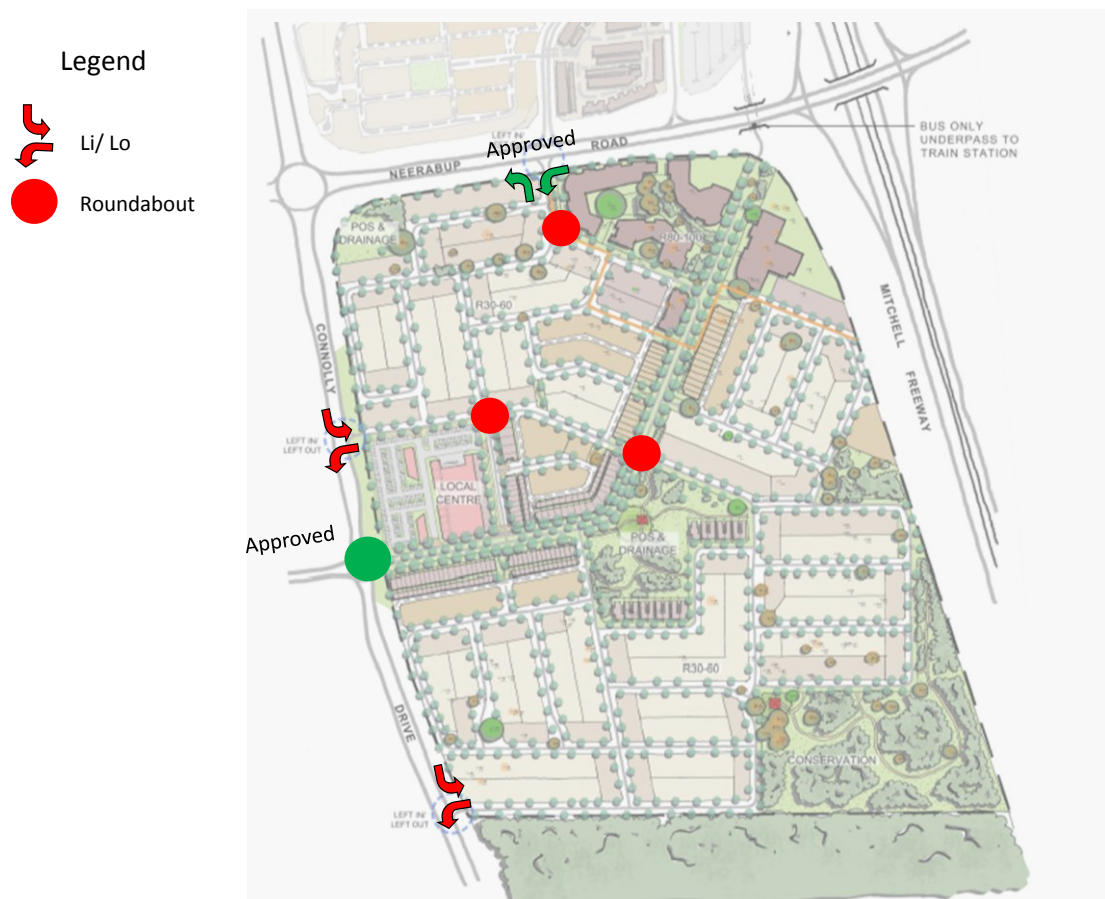 Legend
Li/ Lo
Roundabout
LEFT IN/
Approved
NEERABUP
ROAD
BUS ONLY
UNDERPASS TO
TRAIN STATION
POS &
DRAINAGE
R80-100
R30-60
CONNOLLY
MITCHELL
FREEWAY
LEFT IN/
LEFT OUT
LOCAL
CENTRE
Approved
POS &
DRAINAGE
R30-60
DRIVE
CONSERVATION
LEFT IN/
LEFT OUT